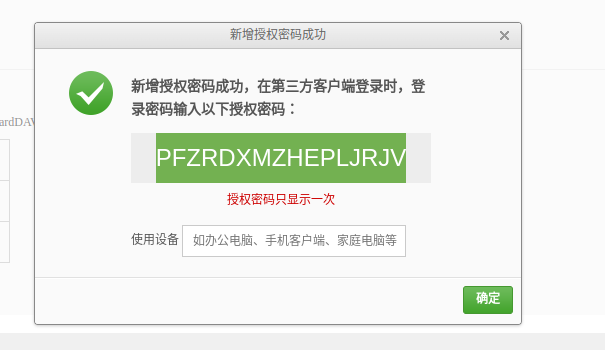 新增授权密码成功
ardDAV
新增授权密码成功，在第三方客户端登录时，登
录密码输入以下授权密码：
PFZRDXMZHEPLJRJV
授权密码只显示一次
使用设备 如办公电脑、手机客户端、家庭电脑等
确定